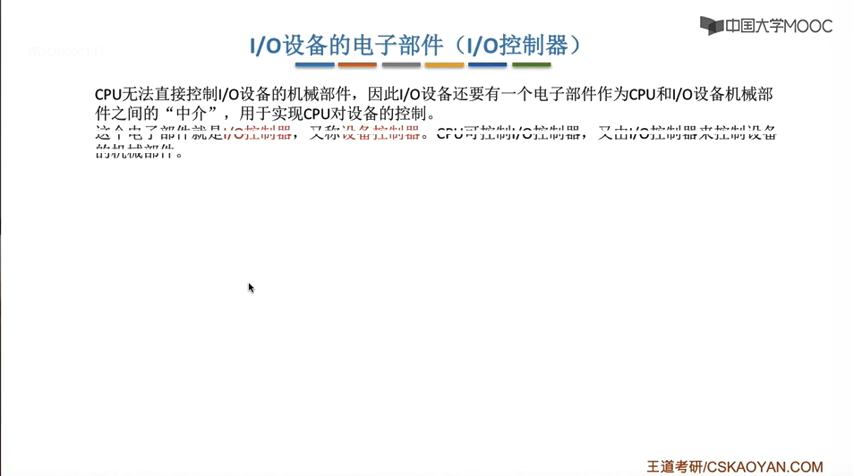 中国大学MOOC
I/O设备的电子部件（I/O控制器）
CPU无法直接控制I/O设备的机械部件，因此I/O设备还要有一个电子部件作为CPU和I/O设备机械部
件之间的“中介”，用于实现CPU对设备的控制。
这个电子部件就是I/O控制器，又称设备控制器。CPU可控制I/O控制器，又由I/O控制器来控制设备
的机械部件。
王道考研/CSKAOYAN.COM